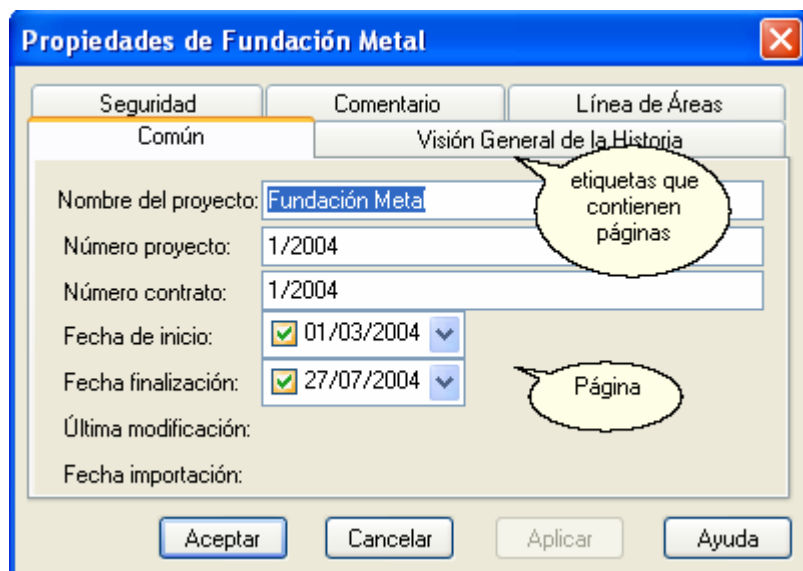 Propiedades de Fundación Metal
Seguridad
Comentario
Línea de Áreas
Común
Visión General de la Historia
etiquetas que
contienen
páginas
Nombre del proyecto: Fundación Metal
Número proyecto: 1/2004
Número contrato: 1/2004
Fecha de inicio: 01/03/2004
Fecha finalización: 27/07/2004
Página
Última modificación:
Fecha importación:
Aceptar
Cancelar
Aplicar
Ayuda